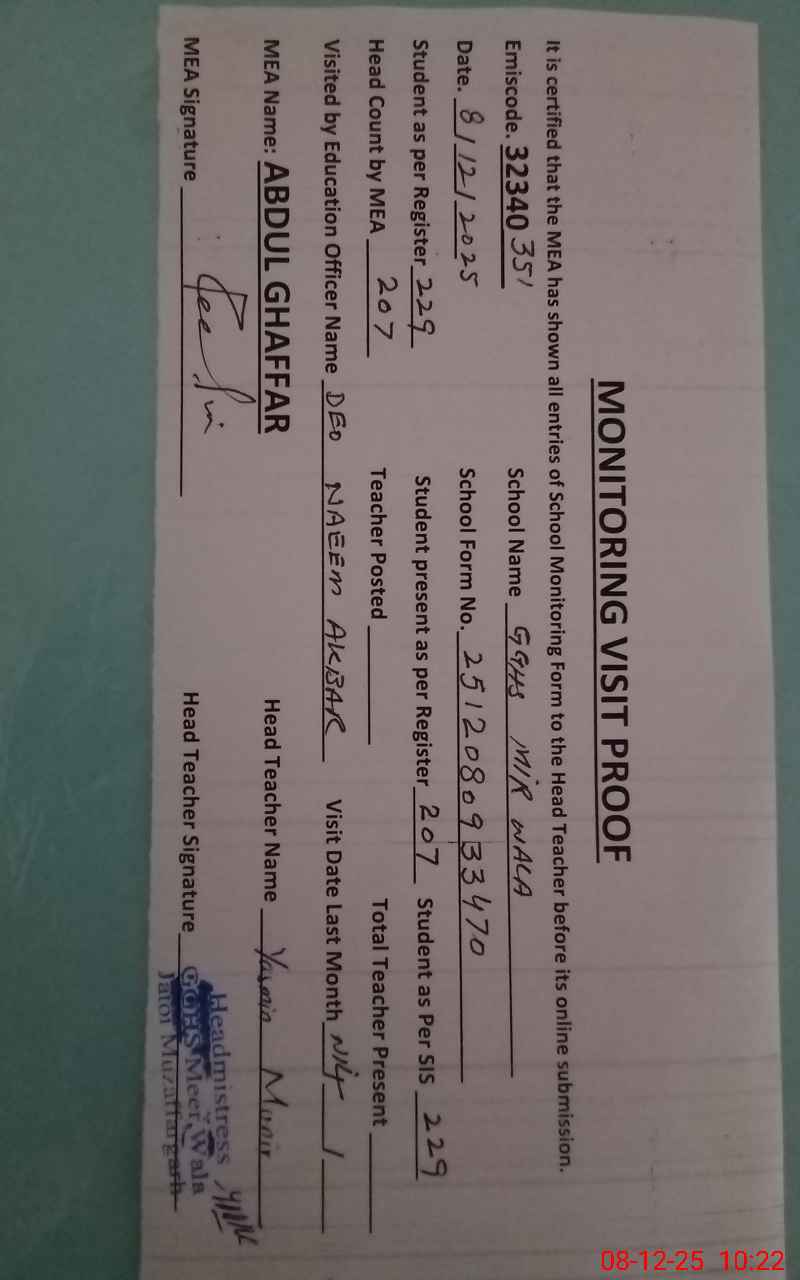 MONITORING VISIT PROOF
It is certified that the MEA has shown all entries of School Monitoring Form to the Head Teacher before its online submission.
Emiscode. 32340351 School Name GGHS MIR WALA
Date. 8/12/2025 School Form No. 2512080933470
Student as per Register 229 Student present as per Register 207 Student as Per SIS 229
Head Count by MEA 207 Teacher Posted Total Teacher Present
Visited by Education Officer Name DEO NAEEM AKBAR Visit Date Last Month /
MEA Name: ABDUL GHAFFAR Head Teacher Name Yasmin Munir
MEA Signature Head Teacher Signature
Headmistress
GGHS Meer Wala
Jatoi Muzaffargarh
08-12-25 10:22